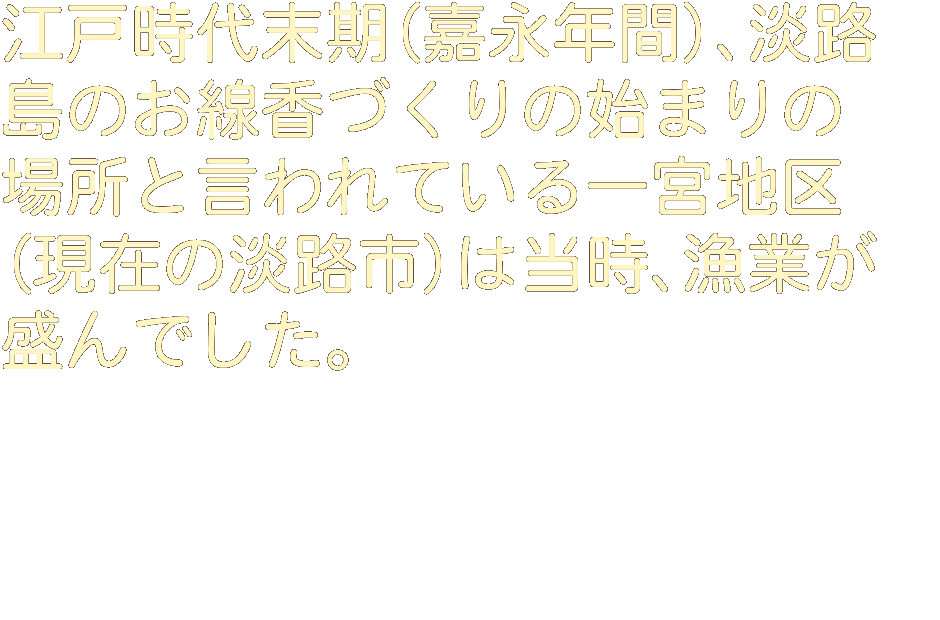 江戸時代末期(嘉永年間)、淡路
島のお線香づくりの始まりの
場所と言われている一宮地区
(現在の淡路市)は当時、漁業が
盛んでした。